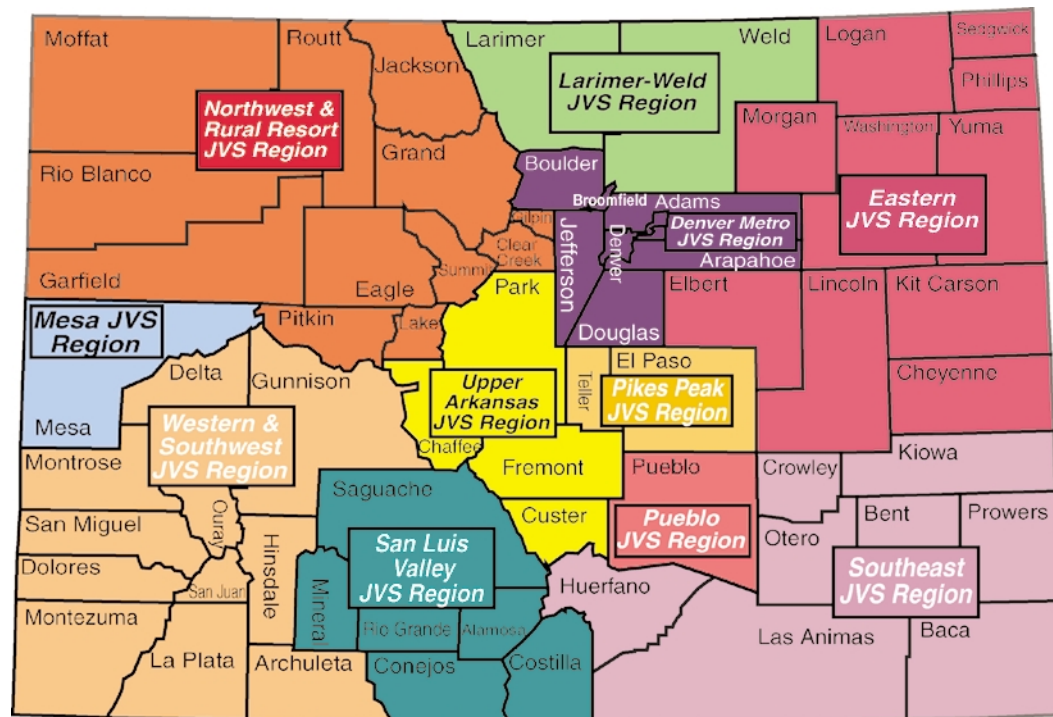 Moffat
Routt
Jackson
Larimer
Weld
Logan
Sedgwick
Phillips
Northwest &
Rural Resort
JVS Region
Larimer-Weld
JVS Region
Morgan
Washington
Yuma
Grand
Rio Blanco
Boulder
Broomfield
Adams
Eastern
JVS Region
Gilpin
Clear
Creek
Jefferson
Denver
Denver Metro
JVS Region
Arapahoe
Summit
Garfield
Eagle
Park
Elbert
Lincoln
Kit Carson
Pitkin
Lake
Douglas
Mesa JVS
Region
Mesa
Delta
Gunnison
Upper
Arkansas
JVS Region
Teller
El Paso
Pikes Peak
JVS Region
Cheyenne
Western &
Southwest
JVS Region
Chaffee
Fremont
Montrose
Saguache
Pueblo
Crowley
Kiowa
San Miguel
Ouray
Hinsdale
Custer
Pueblo
JVS Region
Otero
Bent
Prowers
San Luis
Valley
JVS Region
Dolores
San Juan
Mineral
Huerfano
Southeast
JVS Region
Montezuma
Rio Grande
Alamosa
Las Animas
Baca
La Plata
Archuleta
Conejos
Costilla